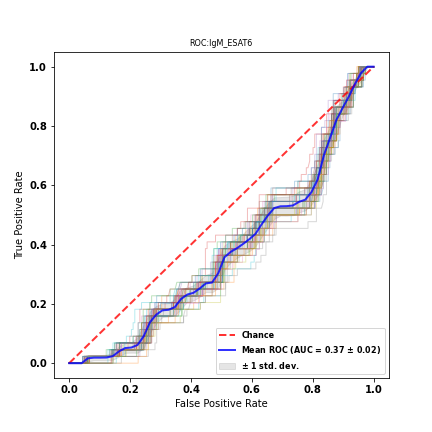 ROC:IgM_ESAT6
True Positive Rate
1.0
0.8
0.6
0.4
0.2
0.0
0.0 0.2 0.4 0.6 0.8 1.0
False Positive Rate
Chance
Mean ROC (AUC = 0.37 ± 0.02)
± 1 std. dev.